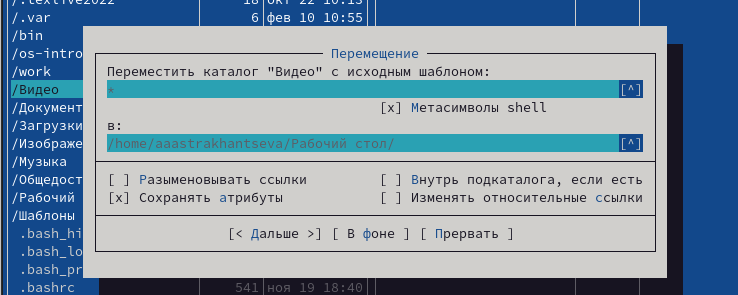 /.texlive2022 18 окт 22 10:13
/.var 6 фев 10 10:55
/bin
/os-intro
/work
/Видео
/Документ
/Загрузки
/Изображе
/Музыка
/Общедост
/Рабочий
/Шаблоны
.bash_hi
.bash_lo
.bash_pr
.bashrc 541 ноя 19 18:40
Перемещение
Переместить каталог "Видео" с исходным шаблоном:
* [^]
[x] Метасимволы shell
в:
/home/aaastrakhantseva/Рабочий стол/ [^]
[ ] Разыменовывать ссылки [ ] Внутрь подкаталога, если есть
[x] Сохранять атрибуты [ ] Изменять относительные ссылки
[< Дальше >] [ В фоне ] [ Прервать ]